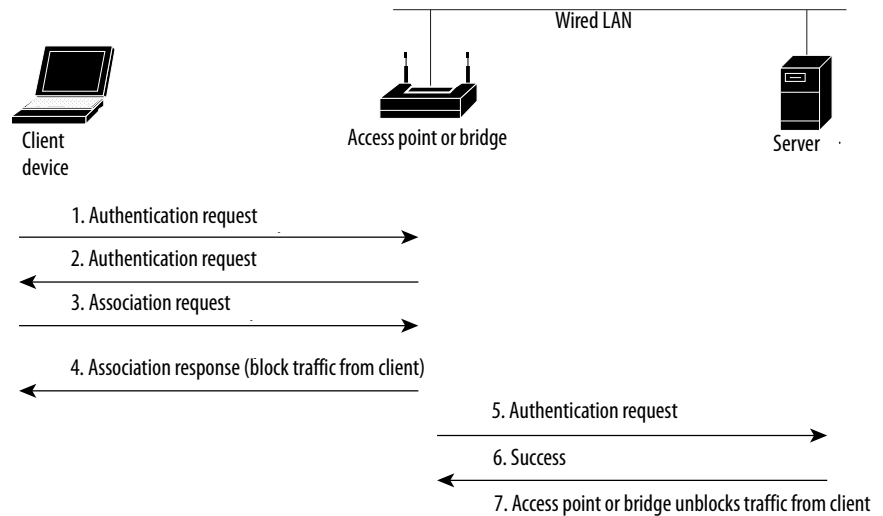 Wired LAN
Client
device
Access point or bridge
Server
1. Authentication request
2. Authentication request
3. Association request
4. Association response (block traffic from client)
5. Authentication request
6. Success
7. Access point or bridge unblocks traffic from client